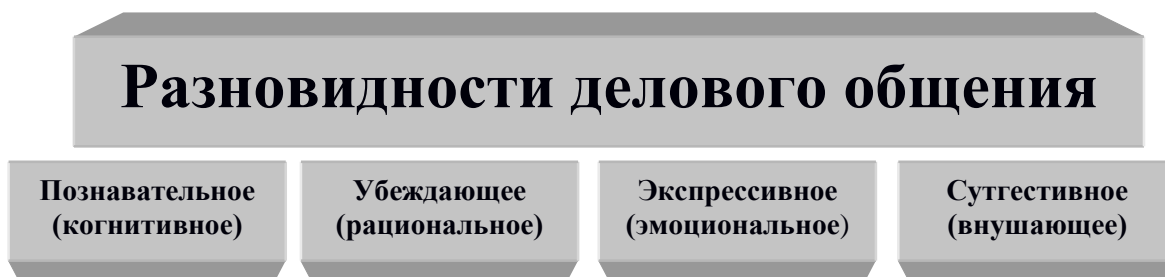 Разновидности делового общения
Познавательное
(когнитивное)
Убеждающее
(рациональное)
Экспрессивное
(эмоциональное)
Сутгестивное
(внушающее)